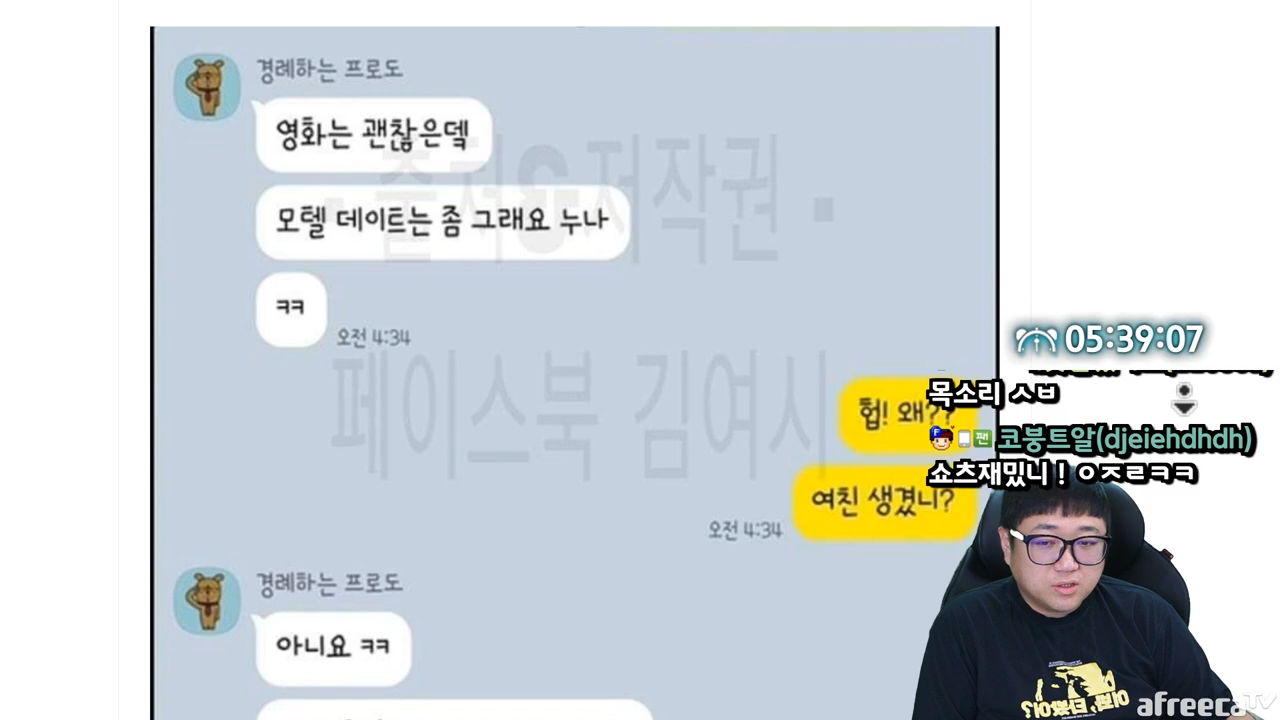 경례하는 프로도
영화는 괜찮은덱
모텔 데이트는 좀 그래요 누나
ㅋㅋ
오전 4:34
출처&저작권
페이스북 김여시
헙! 왜??
여친 생겼니?
오전 4:34
경례하는 프로도
아니요 ㅋㅋ
05:39:07
목소리 ㅅㅂ
F 팬 코붕트알(djeiehdhdh)
쇼츠재밌니 ! ㅇㅈㄹㅋㅋ
afreecaTV